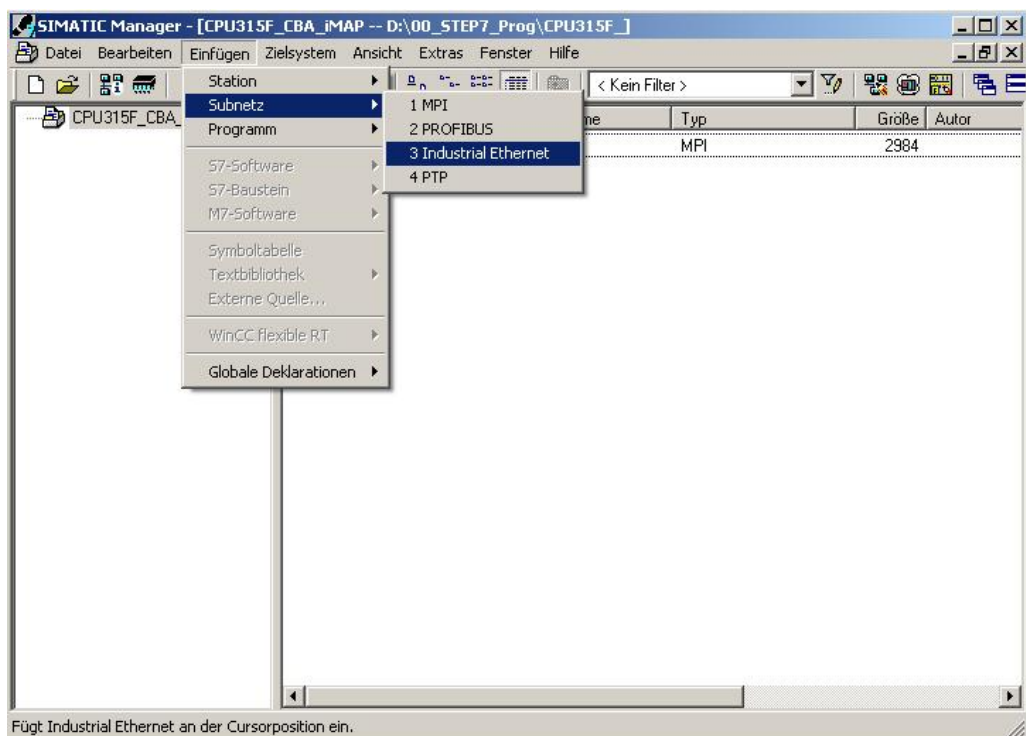 SIMATIC Manager - [CPU315F_CBA_iMAP -- D:\00_STEP7_Prog\CPU315F_]
Datei Bearbeiten Einfügen Zielsystem Ansicht Extras Fenster Hilfe
< Kein Filter >
CPU315F_CBA_
Station
Subnetz
Programm
S7-Software
S7-Baustein
M7-Software
Symboltabelle
Textbibliothek
Externe Quelle...
WinCC flexible RT
Globale Deklarationen
1 MPI
2 PROFIBUS
3 Industrial Ethernet
4 PTP
me Typ Größe Autor
MPI 2984
Fügt Industrial Ethernet an der Cursorposition ein.